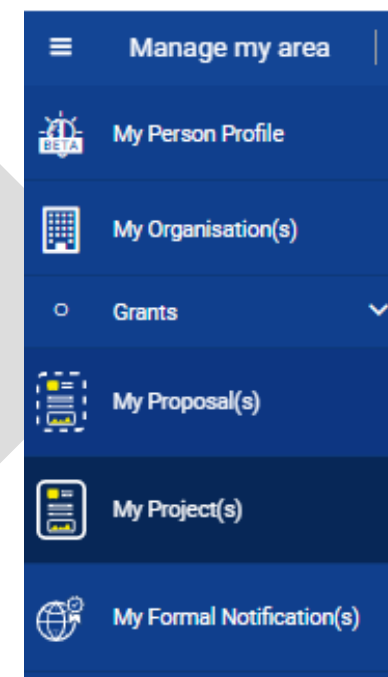 Manage my area
BETA
My Person Profile
My Organisation(s)
Grants
My Proposal(s)
My Project(s)
My Formal Notification(s)